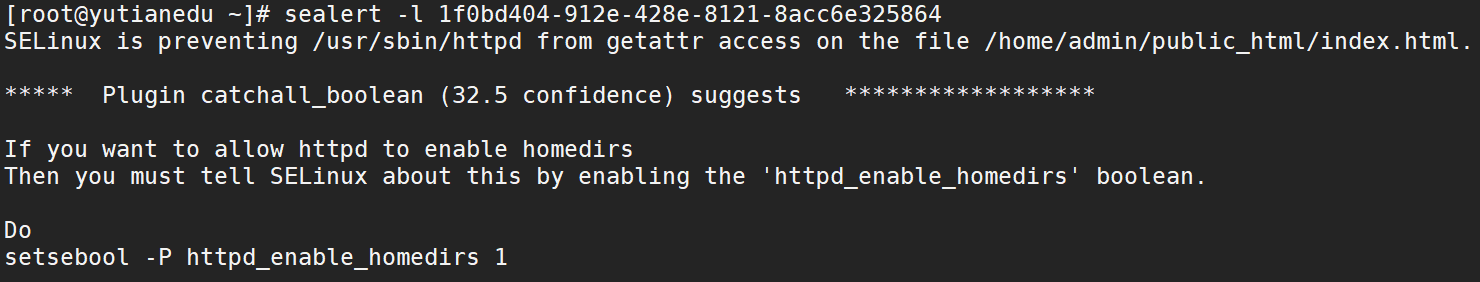 [root@yutianedu ~]# sealert -l 1f0bd404-912e-428e-8121-8acc6e325864
SELinux is preventing /usr/sbin/httpd from getattr access on the file /home/admin/public_html/index.html.
*****  Plugin catchall_boolean (32.5 confidence) suggests   ******************
If you want to allow httpd to enable homedirs
Then you must tell SELinux about this by enabling the 'httpd_enable_homedirs' boolean.
Do
setsebool -P httpd_enable_homedirs 1